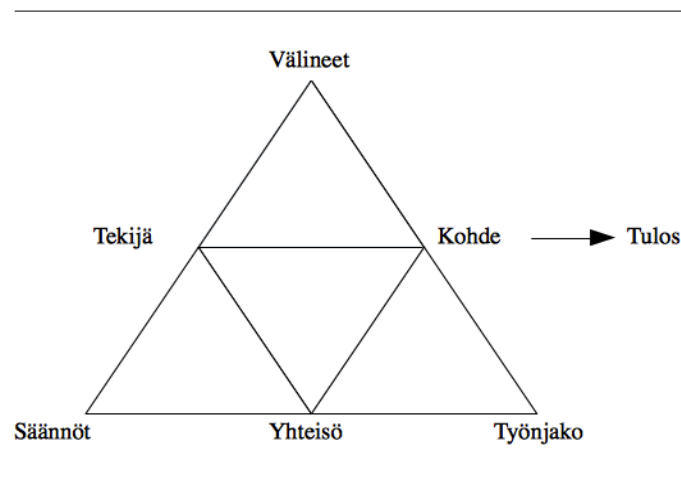 Välineet
Tekijä
Kohde
Tulos
Säännöt
Yhteisö
Työnjako